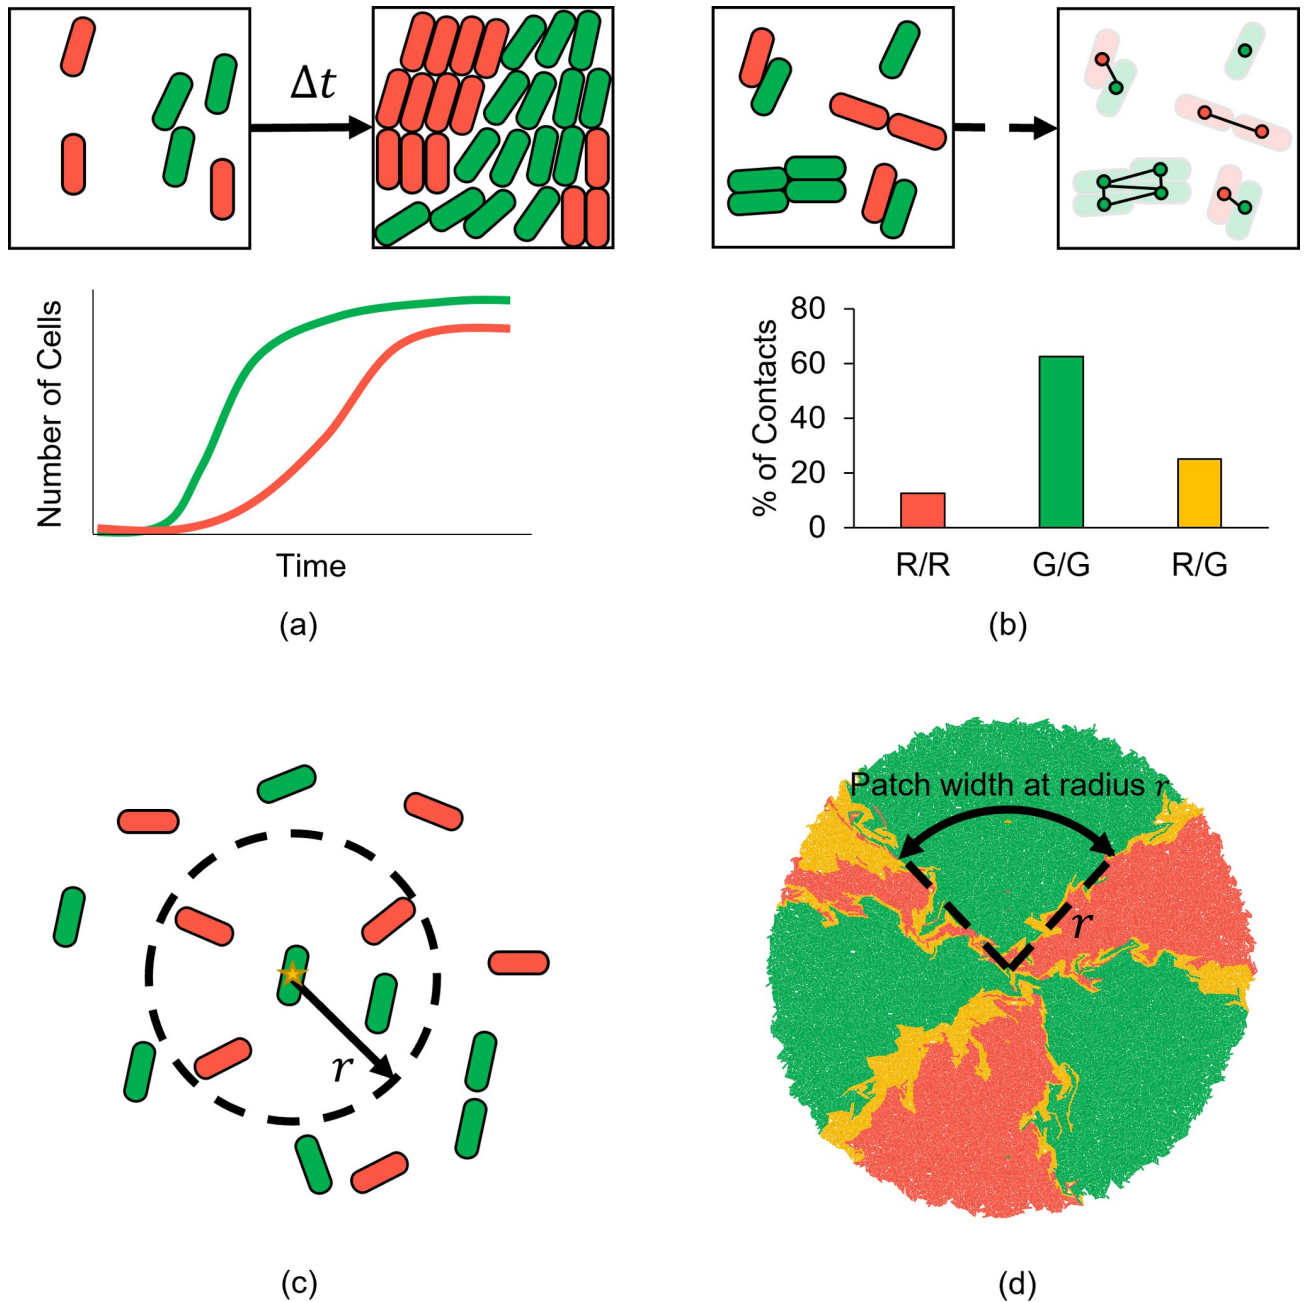 Δt
Number of Cells
Time
(a)
% of Contacts
80
60
40
20
0
R/R G/G R/G
(b)
r
(c)
Patch width at radius r
r
(d)